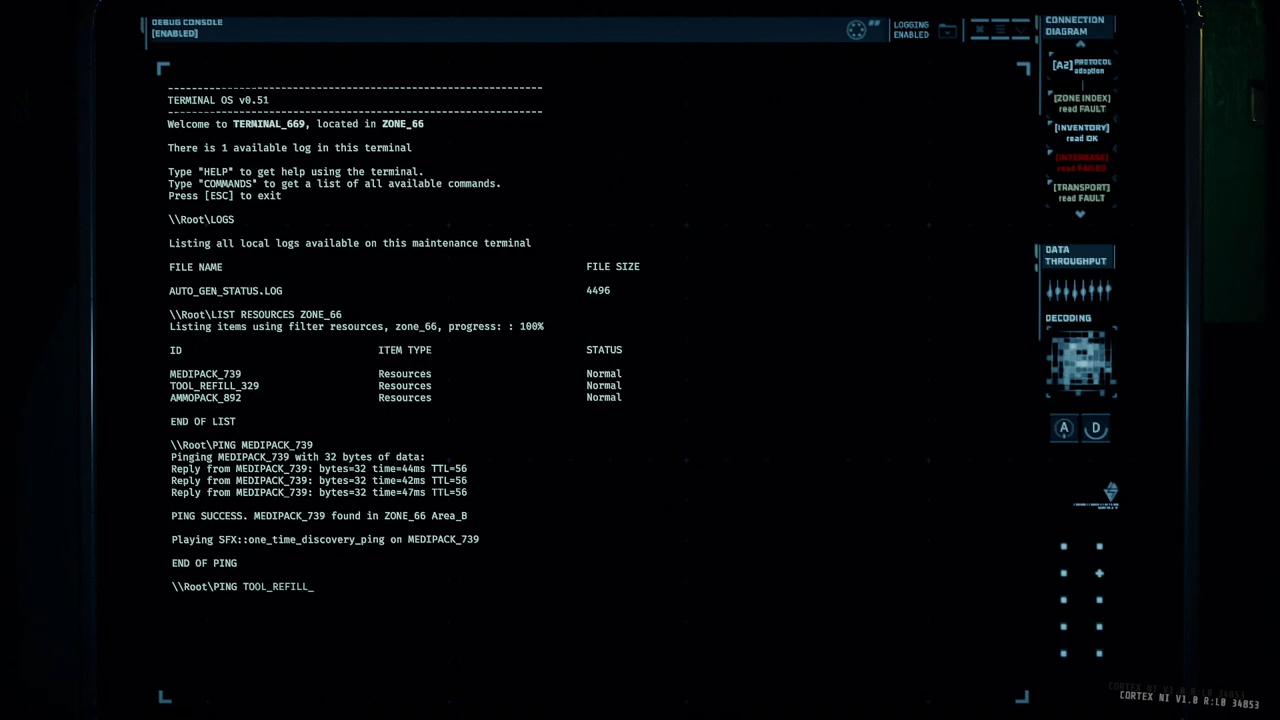 DEBUG CONSOLE
[ENABLED]
LOGGING
ENABLED
---------------------------------------------------------------
TERMINAL OS v0.51
---------------------------------------------------------------
Welcome to TERMINAL_669, located in ZONE_66
There is 1 available log in this terminal
Type "HELP" to get help using the terminal.
Type "COMMANDS" to get a list of all available commands.
Press [ESC] to exit
\\Root\LOGS
Listing all local logs available on this maintenance terminal
FILE NAME FILE SIZE
AUTO_GEN_STATUS.LOG 4496
\\Root\LIST RESOURCES ZONE_66
Listing items using filter resources, zone_66, progress: : 100%
ID ITEM TYPE STATUS
MEDIPACK_739 Resources Normal
TOOL_REFILL_329 Resources Normal
AMMOPACK_892 Resources Normal
END OF LIST
\\Root\PING MEDIPACK_739
Pinging MEDIPACK_739 with 32 bytes of data:
Reply from MEDIPACK_739: bytes=32 time=44ms TTL=56
Reply from MEDIPACK_739: bytes=32 time=42ms TTL=56
Reply from MEDIPACK_739: bytes=32 time=47ms TTL=56
PING SUCCESS. MEDIPACK_739 found in ZONE_66 Area_B
Playing SFX::one_time_discovery_ping on MEDIPACK_739
END OF PING
\\Root\PING TOOL_REFILL_
CONNECTION
DIAGRAM
[A2] PROTOCOL
adoption
[ZONE INDEX]
read FAULT
[INVENTORY]
read OK
[INTERBASE]
read FAILED
[TRANSPORT]
read FAULT
DATA
THROUGHPUT
DECODING
A D
CORTEX NI V1.0 R:L0 34853